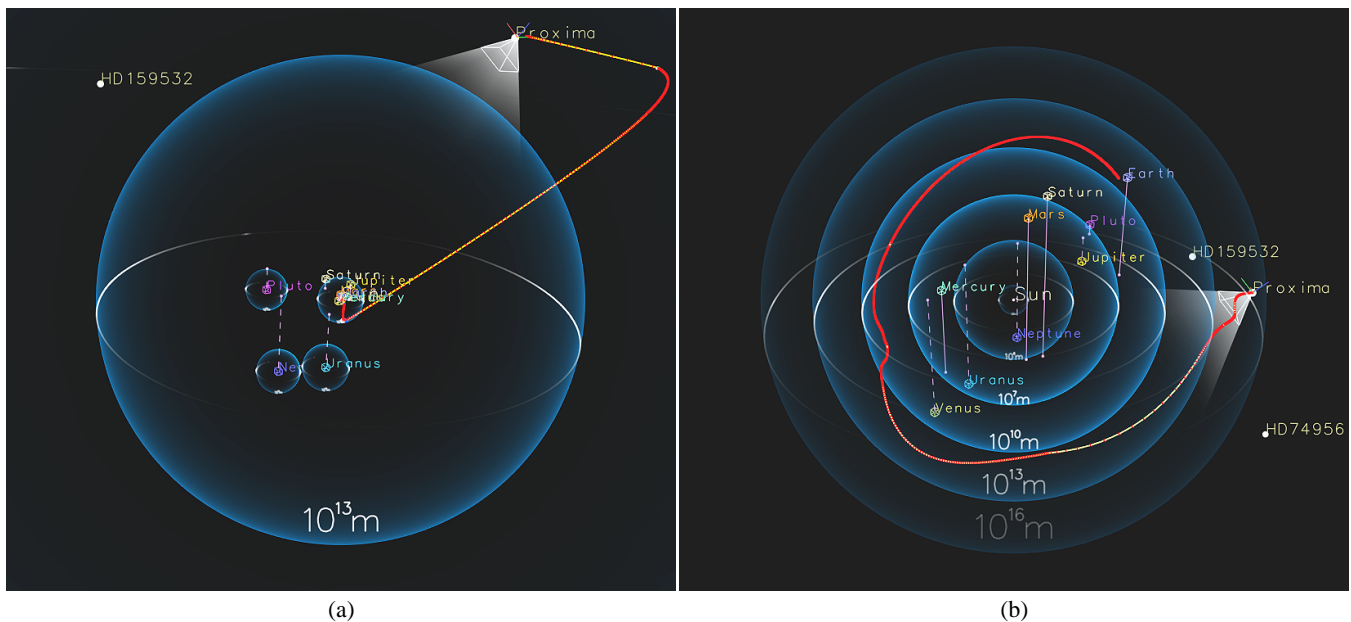 Proxima
HD159532
Saturn
Jupiter
Mercury
Pluto
Uranus
10¹³m
(a)
Earth
Saturn
Mars
Pluto
HD159532
Jupiter
Mercury
Proxima
Sun
Neptune
Uranus
10⁷m
Venus
HD74956
10¹⁰m
10¹³m
10¹⁶m
(b)